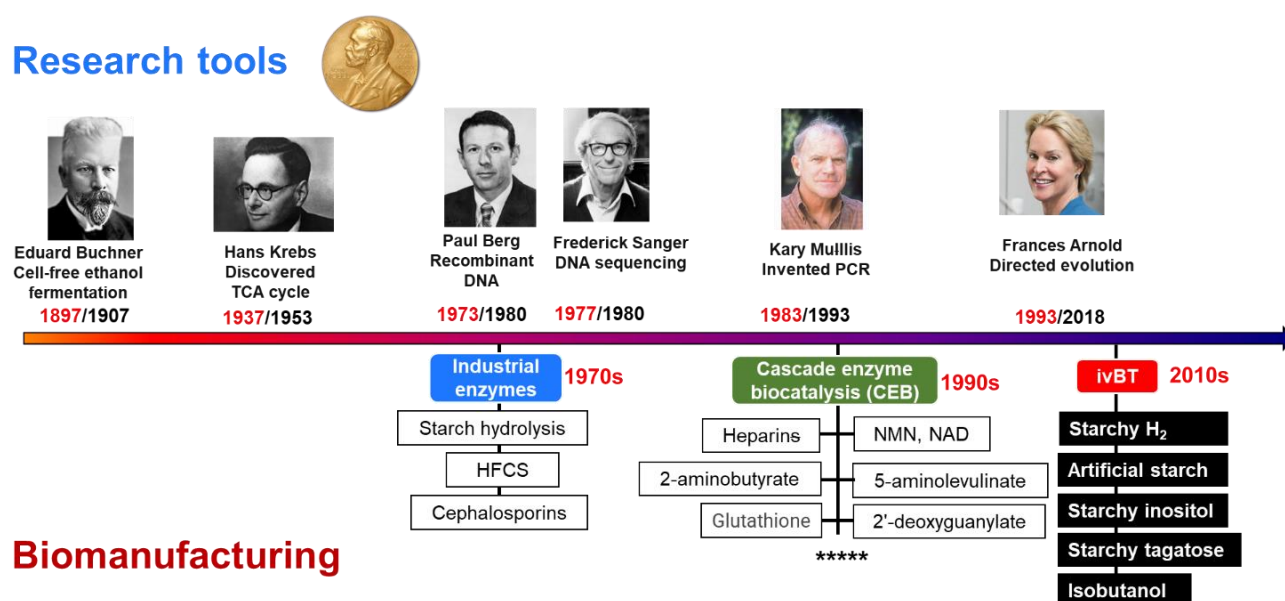 Research tools
Eduard Buchner
Cell-free ethanol
fermentation
1897/1907
Hans Krebs
Discovered
TCA cycle
1937/1953
Paul Berg
Recombinant
DNA
1973/1980
Frederick Sanger
DNA sequencing
1977/1980
Kary Mulllis
Invented PCR
1983/1993
Frances Arnold
Directed evolution
1993/2018
Industrial
enzymes
1970s
Starch hydrolysis
HFCS
Cephalosporins
Cascade enzyme
biocatalysis (CEB)
1990s
Heparins
NMN, NAD
2-aminobutyrate
5-aminolevulinate
Glutathione
2'-deoxyguanylate
*****
ivBT
2010s
Starchy H₂
Artificial starch
Starchy inositol
Starchy tagatose
Isobutanol
Biomanufacturing